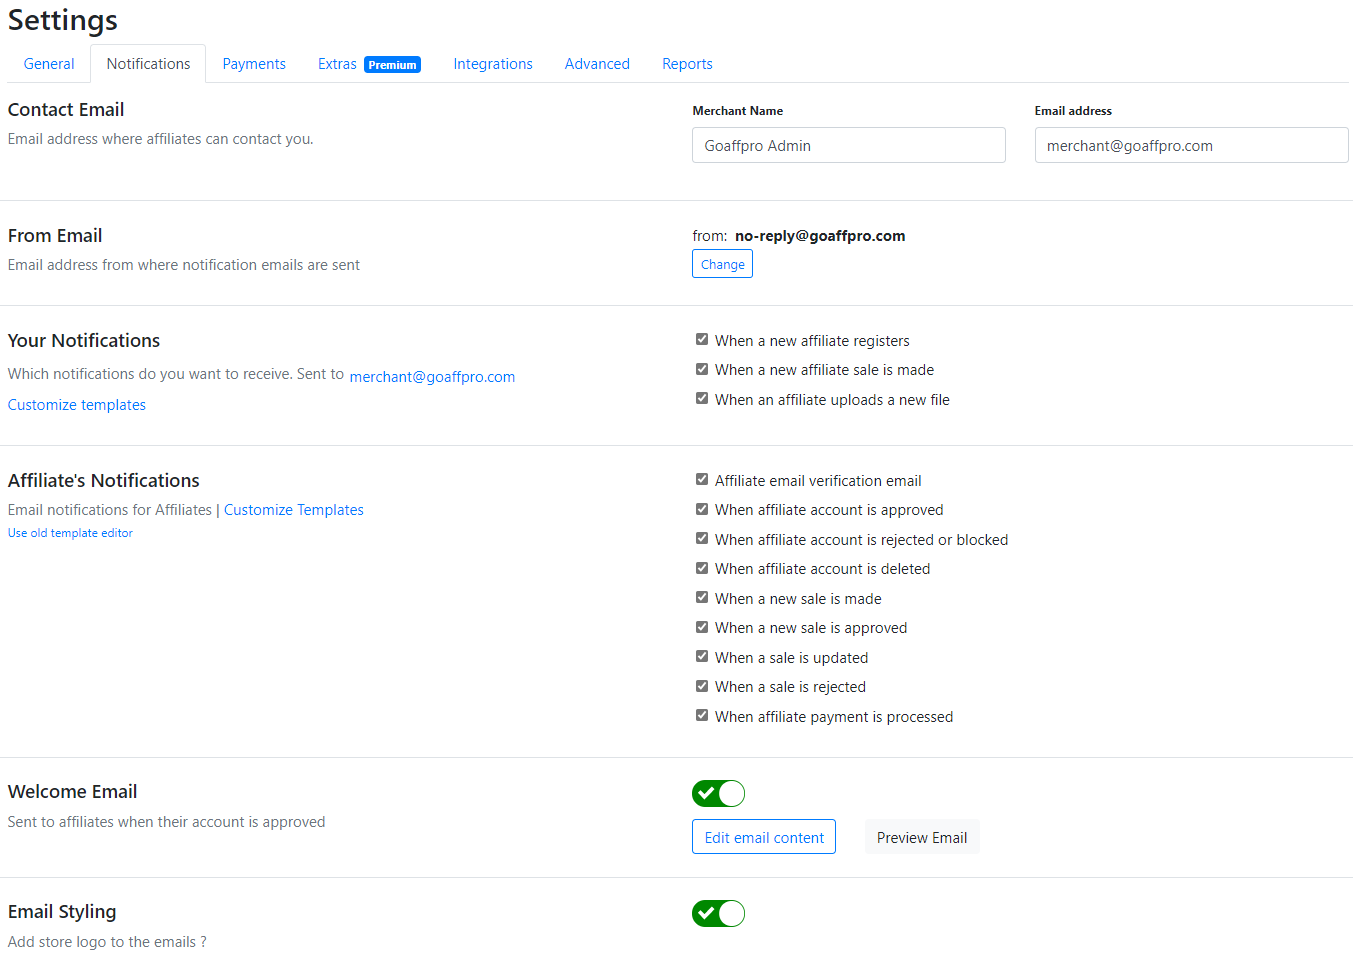 Settings
General Notifications Payments Extras Premium Integrations Advanced Reports
Contact Email
Email address where affiliates can contact you.
Merchant Name
Goaffpro Admin
Email address
merchant@goaffpro.com
From Email
Email address from where notification emails are sent
from: no-reply@goaffpro.com
Change
Your Notifications
Which notifications do you want to receive. Sent to merchant@goaffpro.com
Customize templates
When a new affiliate registers
When a new affiliate sale is made
When an affiliate uploads a new file
Affiliate's Notifications
Email notifications for Affiliates | Customize Templates
Use old template editor
Affiliate email verification email
When affiliate account is approved
When affiliate account is rejected or blocked
When affiliate account is deleted
When a new sale is made
When a new sale is approved
When a sale is updated
When a sale is rejected
When affiliate payment is processed
Welcome Email
Sent to affiliates when their account is approved
Edit email content
Preview Email
Email Styling
Add store logo to the emails ?